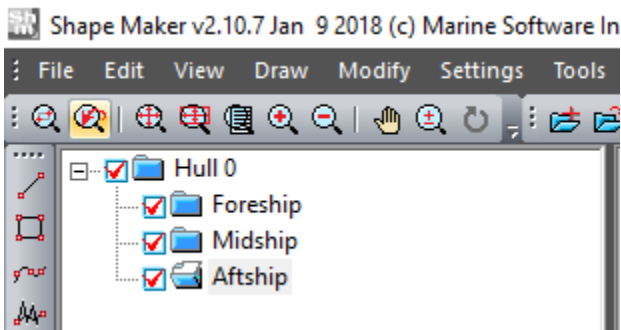 Shape Maker v2.10.7 Jan 9 2018 (c) Marine Software In
File Edit View Draw Modify Settings Tools
Hull 0
Foreship
Midship
Aftship